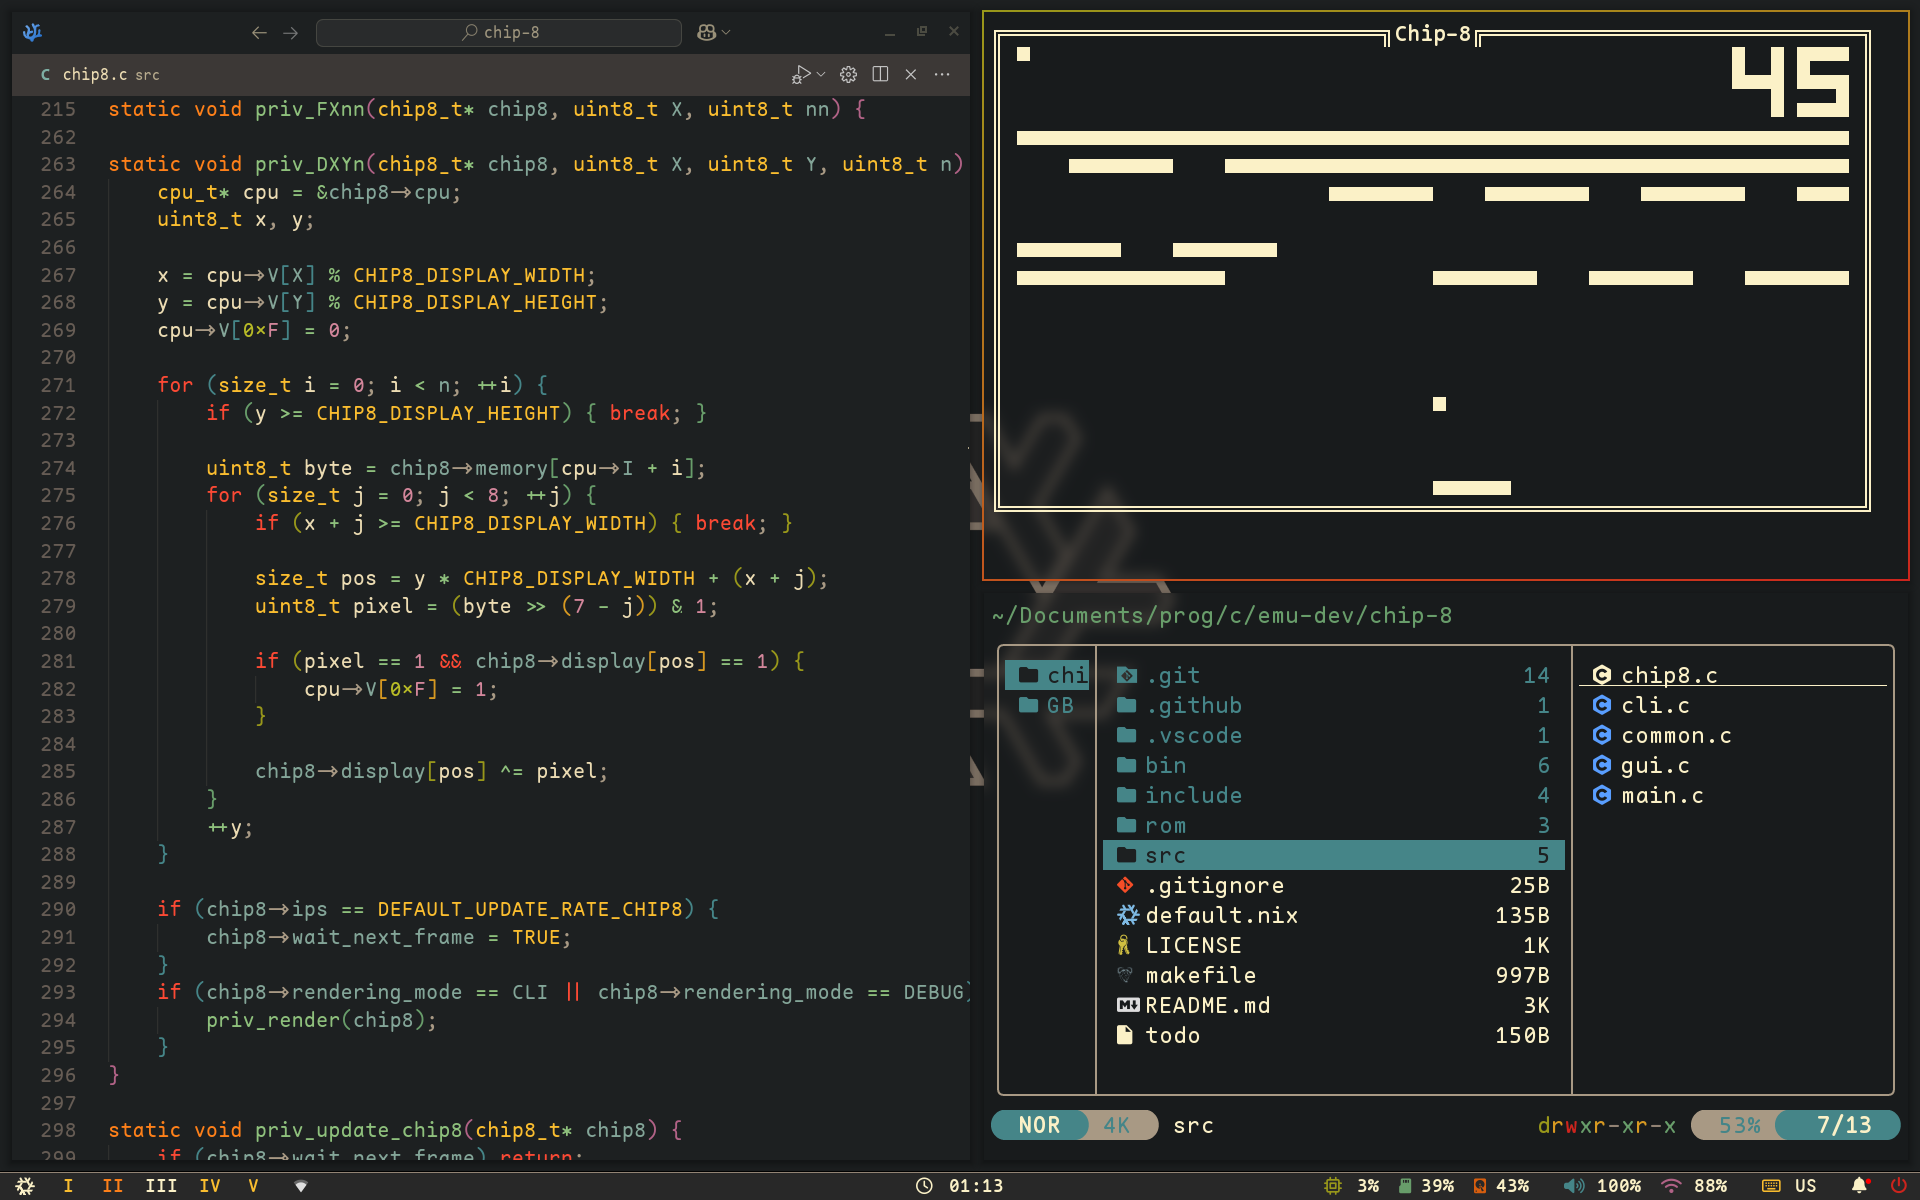 chip-8
C chip8.c src
215 static void priv_FXnn(chip8_t* chip8, uint8_t X, uint8_t nn) {
262
263 static void priv_DXYn(chip8_t* chip8, uint8_t X, uint8_t Y, uint8_t n)
264 cpu_t* cpu = &chip8->cpu;
265 uint8_t x, y;
266
267 x = cpu->V[X] % CHIP8_DISPLAY_WIDTH;
268 y = cpu->V[Y] % CHIP8_DISPLAY_HEIGHT;
269 cpu->V[0xF] = 0;
270
271 for (size_t i = 0; i < n; ++i) {
272 if (y >= CHIP8_DISPLAY_HEIGHT) { break; }
273
274 uint8_t byte = chip8->memory[cpu->I + i];
275 for (size_t j = 0; j < 8; ++j) {
276 if (x + j >= CHIP8_DISPLAY_WIDTH) { break; }
277
278 size_t pos = y * CHIP8_DISPLAY_WIDTH + (x + j);
279 uint8_t pixel = (byte >> (7 - j)) & 1;
280
281 if (pixel == 1 && chip8->display[pos] == 1) {
282 cpu->V[0xF] = 1;
283 }
284
285 chip8->display[pos] ^= pixel;
286 }
287 ++y;
288 }
289
290 if (chip8->ips == DEFAULT_UPDATE_RATE_CHIP8) {
291 chip8->wait_next_frame = TRUE;
292 }
293 if (chip8->rendering_mode == CLI || chip8->rendering_mode == DEBUG)
294 priv_render(chip8);
295 }
296 }
297
298 static void priv_update_chip8(chip8_t* chip8) {
299 if (chip8->wait_next_frame) return;
Chip-8
45
~/Documents/prog/c/emu-dev/chip-8
chi
GB
.git 14
.github 1
.vscode 1
bin 6
include 4
rom 3
src 5
.gitignore 25B
default.nix 135B
LICENSE 1K
makefile 997B
README.md 3K
todo 150B
chip8.c
cli.c
common.c
gui.c
main.c
NOR 4K src drwxr-xr-x 53% 7/13
I II III IV V 01:13 3% 39% 43% 100% 88% US